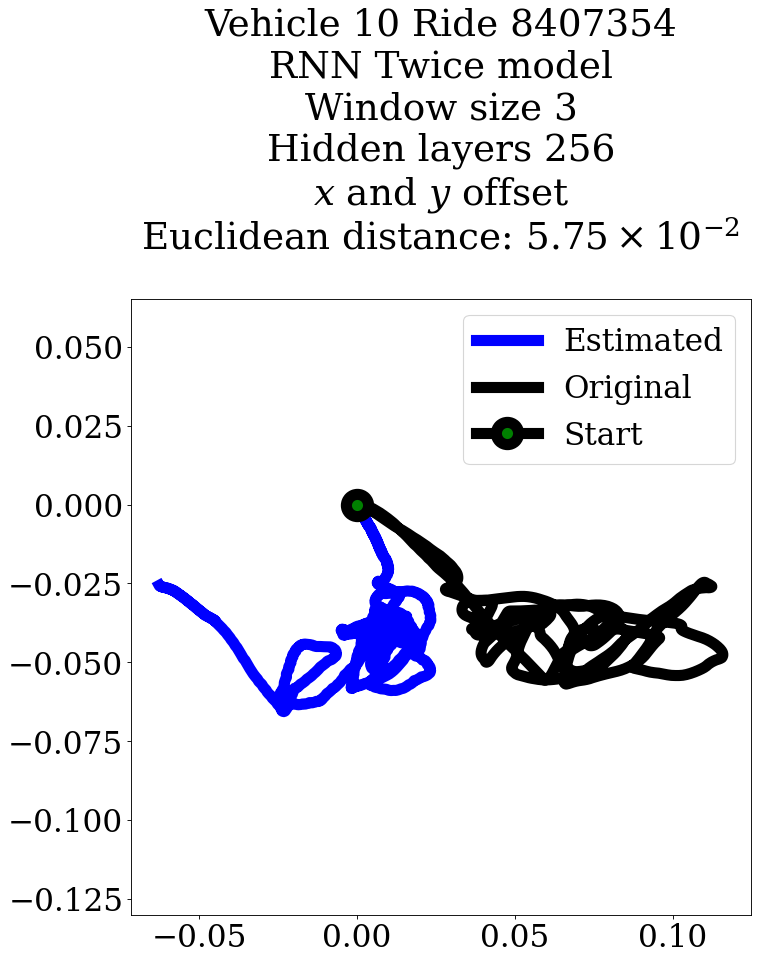 Vehicle 10 Ride 8407354
RNN Twice model
Window size 3
Hidden layers 256
x and y offset
Euclidean distance: 5.75 × 10⁻²
Estimated
Original
Start
0.050
0.025
0.000
−0.025
−0.050
−0.075
−0.100
−0.125
−0.05 0.00 0.05 0.10